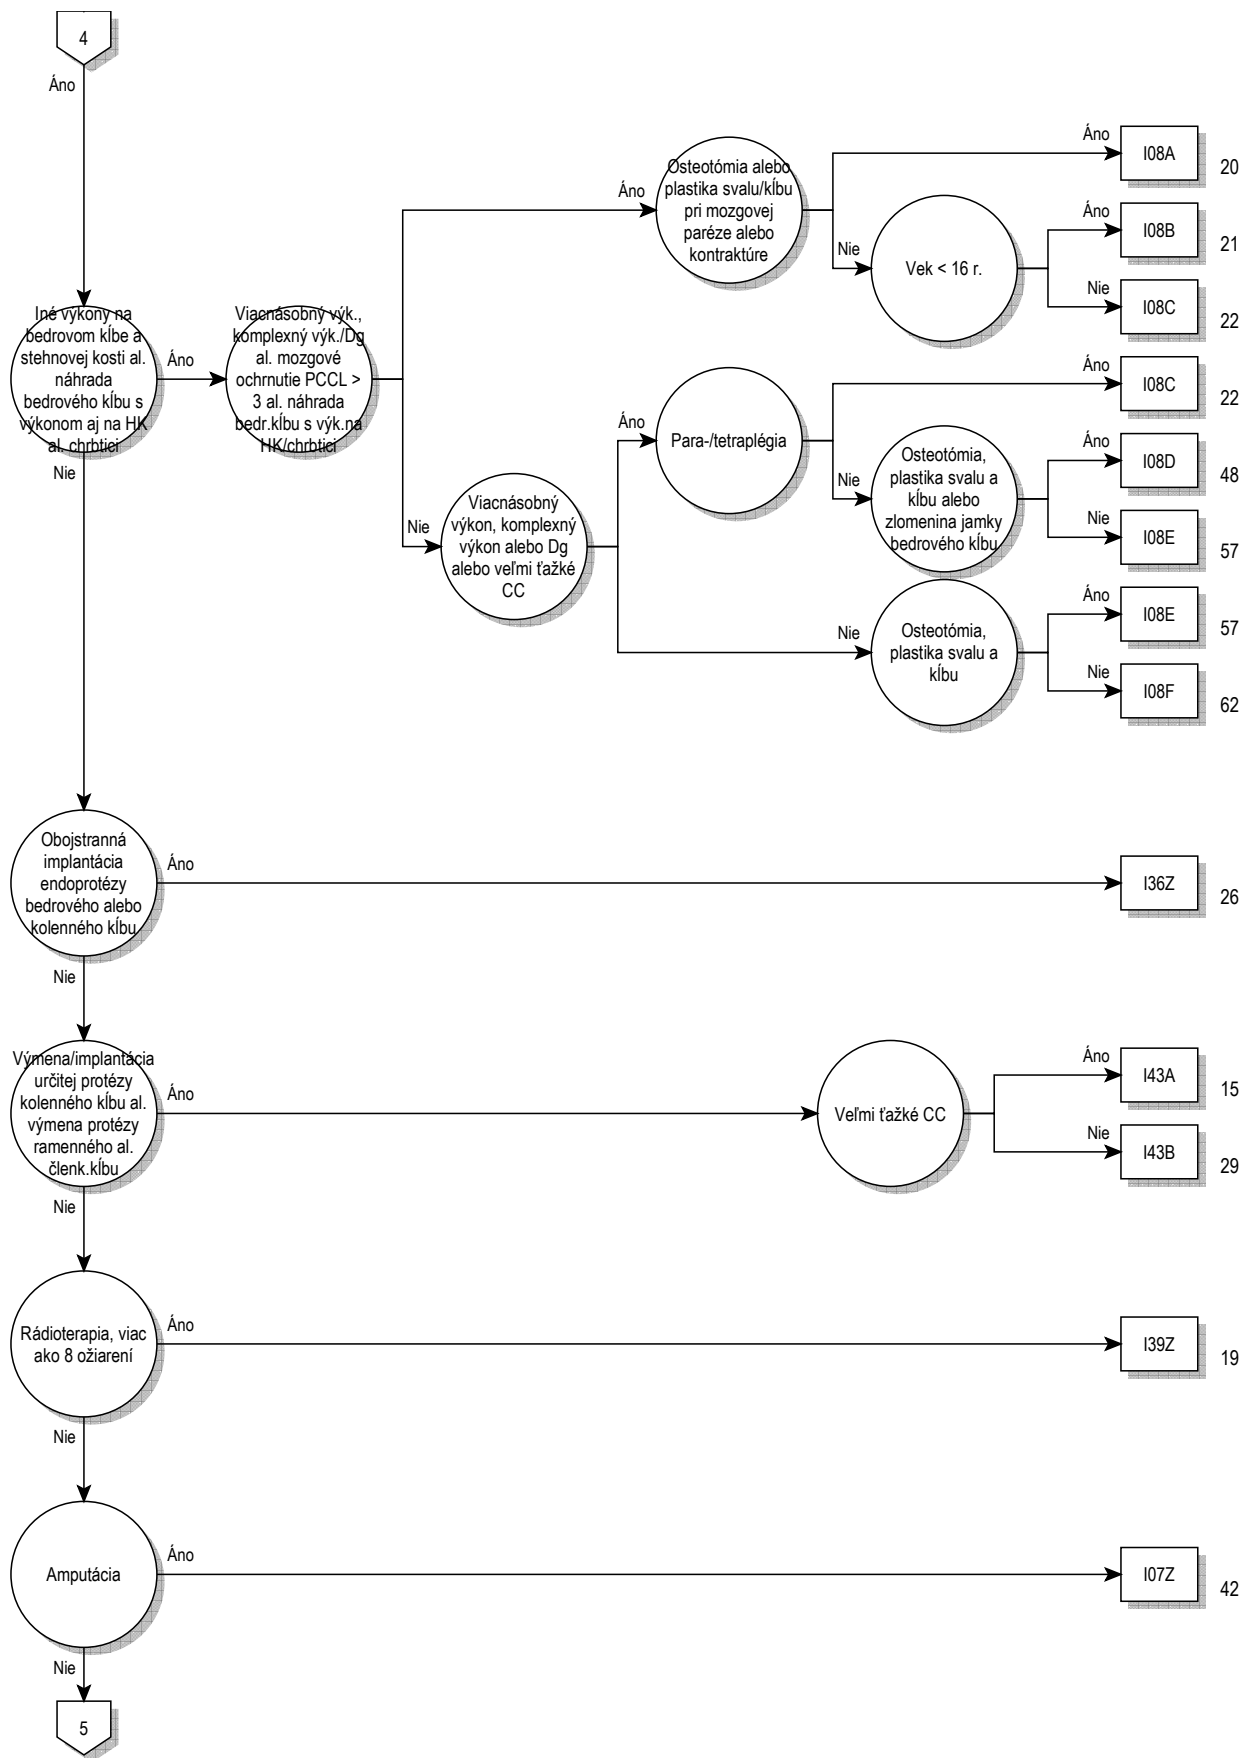 4
Áno
Iné výkony na
bedrovom kĺbe a
stehnovej kosti al.
náhrada
bedrového kĺbu s
výkonom aj na HK
al. chrbtici
Áno
Nie
Viacnásobný výk.,
komplexný výk./Dg
al. mozgové
ochrnutie PCCL >
3 al. náhrada
bedr.kĺbu s výk.na
HK/chrbtici
Áno
Osteotómia alebo
plastika svalu/kĺbu
pri mozgovej
paréze alebo
kontraktúre
Áno
I08A
20
Nie
Vek < 16 r.
Áno
I08B
21
Nie
I08C
22
Nie
Viacnásobný
výkon, komplexný
výkon alebo Dg
alebo veľmi ťažké
CC
Áno
Para-/tetraplégia
Áno
I08C
22
Nie
Osteotómia,
plastika svalu a
kĺbu alebo
zlomenina jamky
bedrového kĺbu
Áno
I08D
48
Nie
I08E
57
Nie
Osteotómia,
plastika svalu a
kĺbu
Áno
I08E
57
Nie
I08F
62
Obojstranná
implantácia
endoprotézy
bedrového alebo
kolenného kĺbu
Áno
I36Z
26
Nie
Výmena/implantácia
určitej protézy
kolenného kĺbu al.
výmena protézy
ramenného al.
členk.kĺbu
Áno
Veľmi ťažké CC
Áno
I43A
15
Nie
I43B
29
Nie
Rádioterapia, viac
ako 8 ožiarení
Áno
I39Z
19
Nie
Amputácia
Áno
I07Z
42
Nie
5